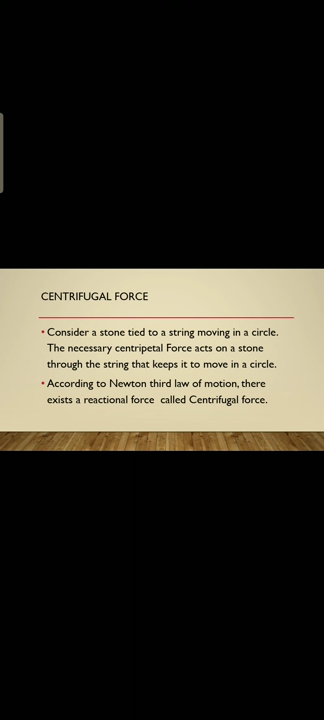 CENTRIFUGAL FORCE
• Consider a stone tied to a string moving in a circle.
The necessary centripetal Force acts on a stone
through the string that keeps it to move in a circle.
• According to Newton third law of motion, there
exists a reactional force called Centrifugal force.